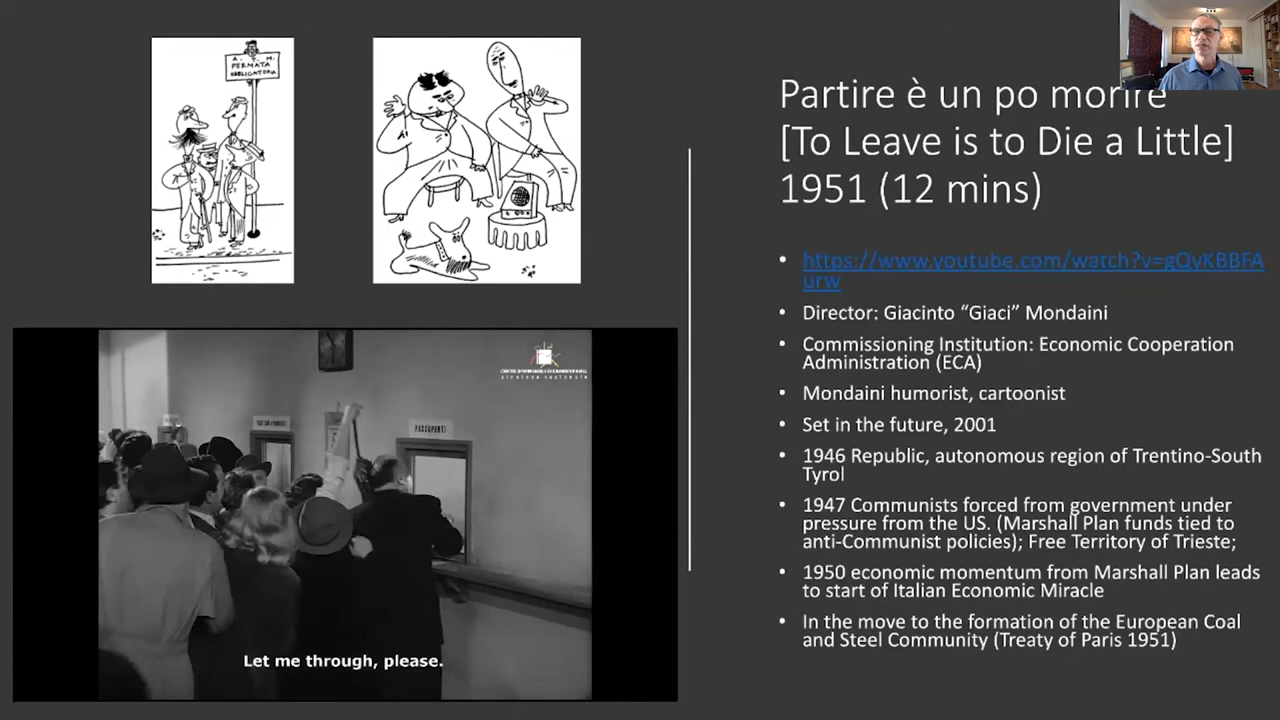 A. T. M.
FERMATA
OBBLIGATORIA
PASSAPORTI
Let me through, please.
Partire è un po morire
[To Leave is to Die a Little]
1951 (12 mins)
• https://www.youtube.com/watch?v=gQyKBBFA
urw
• Director: Giacinto “Giaci” Mondaini
• Commissioning Institution: Economic Cooperation
Administration (ECA)
• Mondaini humorist, cartoonist
• Set in the future, 2001
• 1946 Republic, autonomous region of Trentino-South
Tyrol
• 1947 Communists forced from government under
pressure from the US. (Marshall Plan funds tied to
anti-Communist policies); Free Territory of Trieste;
• 1950 economic momentum from Marshall Plan leads
to start of Italian Economic Miracle
• In the move to the formation of the European Coal
and Steel Community (Treaty of Paris 1951)